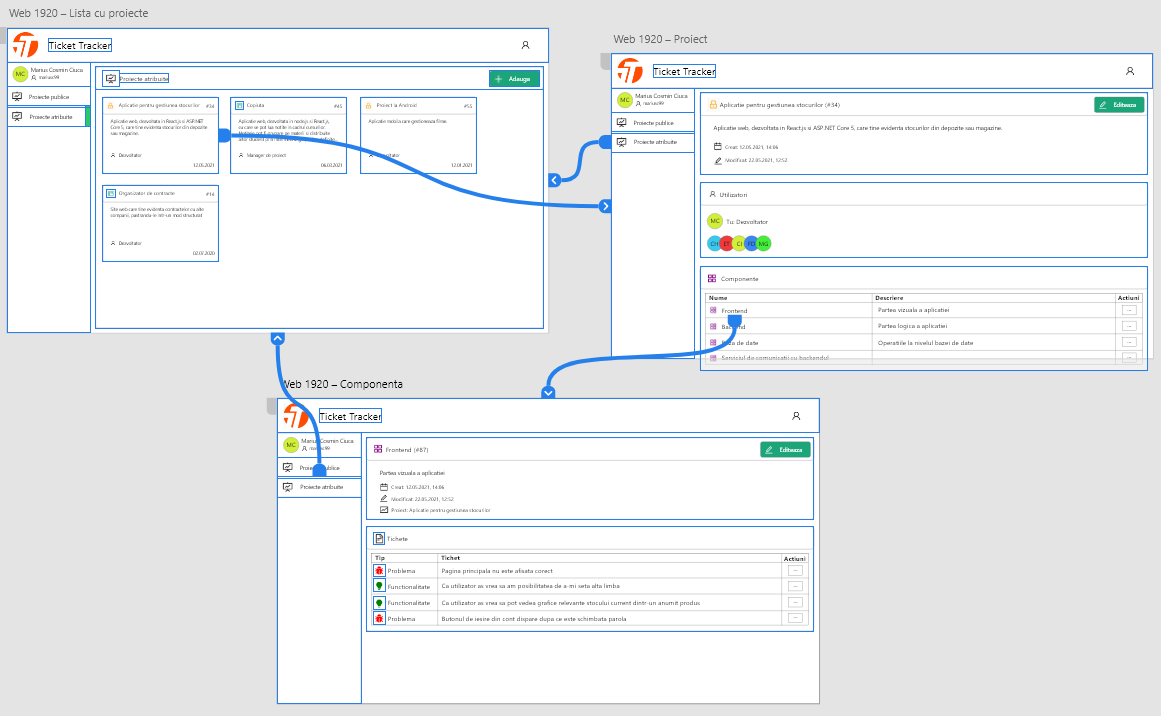 Web 1920 – Lista cu proiecte
Ticket Tracker
MC
Marius Cosmin Ciuca
marius99
Proiecte publice
Proiecte atribuite
Proiecte atribuite
Adauga
Aplicatie pentru gestiunea stocurilor #34
Aplicatie web, dezvoltata in React.js si ASP.NET
Core 5, care tine evidenta stocurilor din depozite
sau magazine.
Dezvoltator
12.05.2021
Copiuta #45
Aplicatie web, dezvoltata in node.js si React.js,
Manager de proiect
06.03.2021
Proiect la Android #55
Aplicatie mobila care gestioneaza filme.
12.01.2021
Organizator de contracte #14
Site web care tine evidenta contractelor cu alte
companii, pastrandu-le intr-un mod structurat
Dezvoltator
02.07.2020
Web 1920 – Proiect
Ticket Tracker
MC
Marius Cosmin Ciuca
marius99
Proiecte publice
Proiecte atribuite
Aplicatie pentru gestiunea stocurilor (#34)
Editeaza
Aplicatie web, dezvoltata in React.js si ASP.NET Core 5, care tine evidenta stocurilor din depozite sau magazine.
Creat: 12.05.2021, 14:06
Modificat: 22.05.2021, 12:52
Utilizatori
MC Tu: Dezvoltator
CH ET CI FD MG
Componente
Nume Descriere Actiuni
Frontend Partea vizuala a aplicatiei ...
Backend Partea logica a aplicatiei ...
Baza de date Operatiile la nivelul bazei de date ...
Serviciul de comunicatii cu backendul ...
Web 1920 – Componenta
Ticket Tracker
MC
Marius Cosmin Ciuca
marius99
Proiecte publice
Proiecte atribuite
Frontend (#87)
Editeaza
Partea vizuala a aplicatiei
Creat: 12.05.2021, 14:06
Modificat: 22.05.2021, 12:52
Proiect: Aplicatie pentru gestiunea stocurilor
Tichete
Tip Tichet Actiuni
Problema Pagina principala nu este afisata corect ...
Functionalitate Ca utilizator as vrea sa am posibilitatea de a-mi seta alta limba ...
Functionalitate Ca utilizator as vrea sa pot vedea grafice relevante stocului curent dintr-un anumit produs ...
Problema Butonul de iesire din cont dispare dupa ce este schimbata parola ...